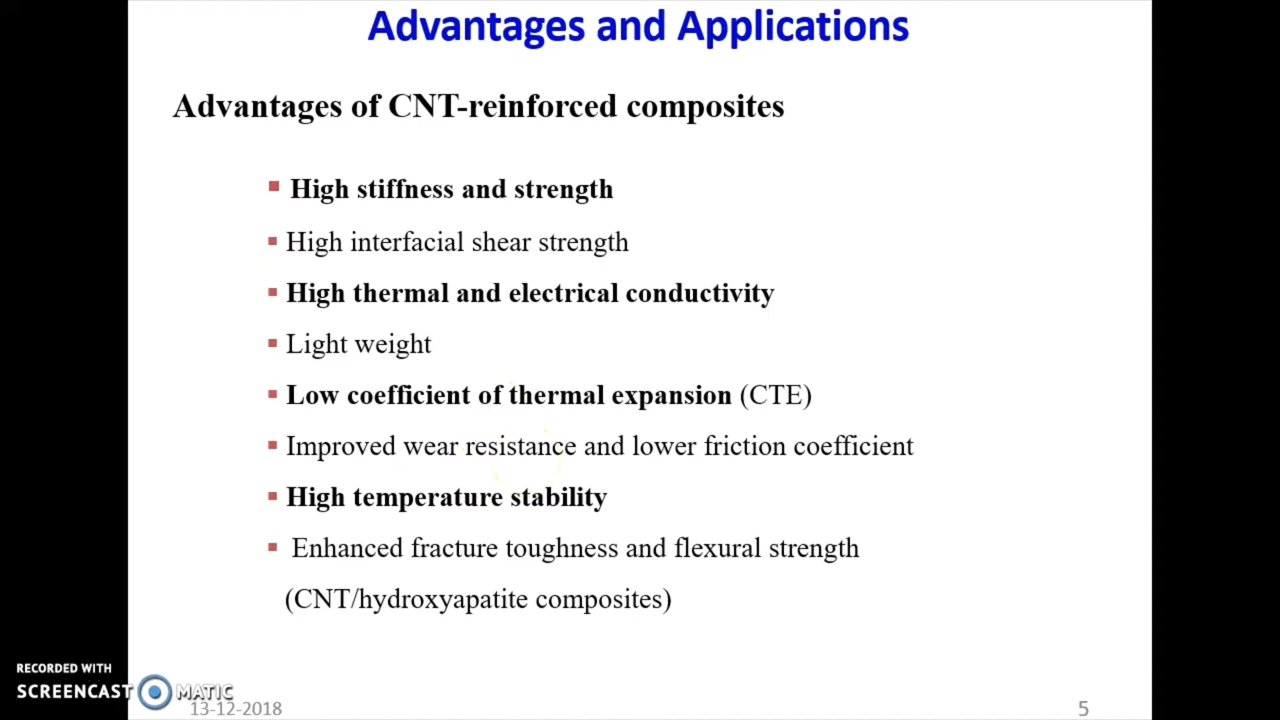 Advantages and Applications
Advantages of CNT-reinforced composites
High stiffness and strength
High interfacial shear strength
High thermal and electrical conductivity
Light weight
Low coefficient of thermal expansion (CTE)
Improved wear resistance and lower friction coefficient
High temperature stability
Enhanced fracture toughness and flexural strength
(CNT/hydroxyapatite composites)
RECORDED WITH
SCREENCAST MATIC
13-12-2018
5